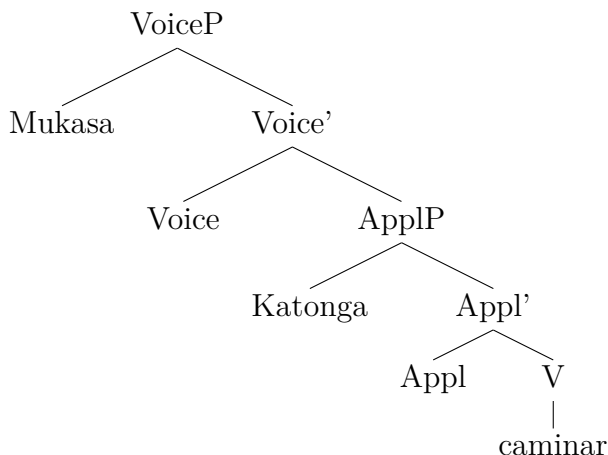 VoiceP
Mukasa Voice’
Voice ApplP
Katonga Appl’
Appl V
caminar